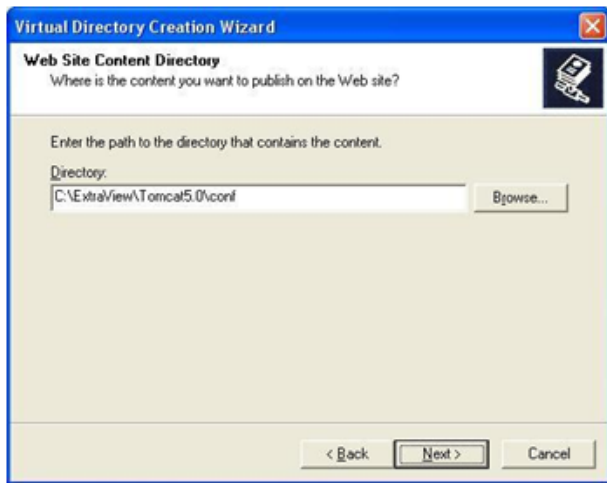 Virtual Directory Creation Wizard
Web Site Content Directory
Where is the content you want to publish on the Web site?
Enter the path to the directory that contains the content.
Directory:
C:\ExtraView\Tomcat5.0\conf
Browse...
< Back
Next >
Cancel